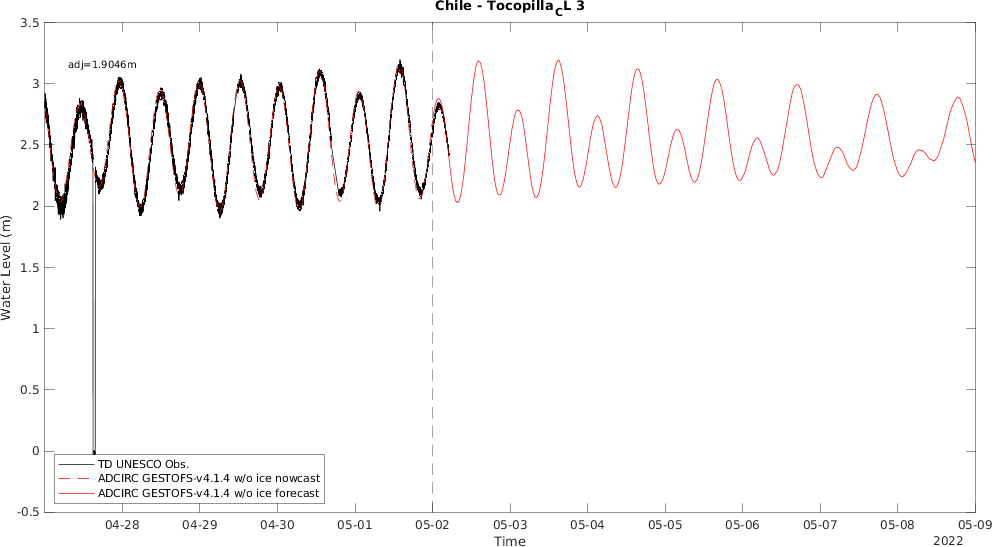 Chile - Tocopilla_CL 3
adj=1.9046m
3.5
3
2.5
2
1.5
1
0.5
0
-0.5
Water Level (m)
TD UNESCO Obs.
ADCIRC GESTOFS-v4.1.4 w/o ice nowcast
ADCIRC GESTOFS-v4.1.4 w/o ice forecast
04-28 04-29 04-30 05-01 05-02 05-03 05-04 05-05 05-06 05-07 05-08 05-09
Time
2022